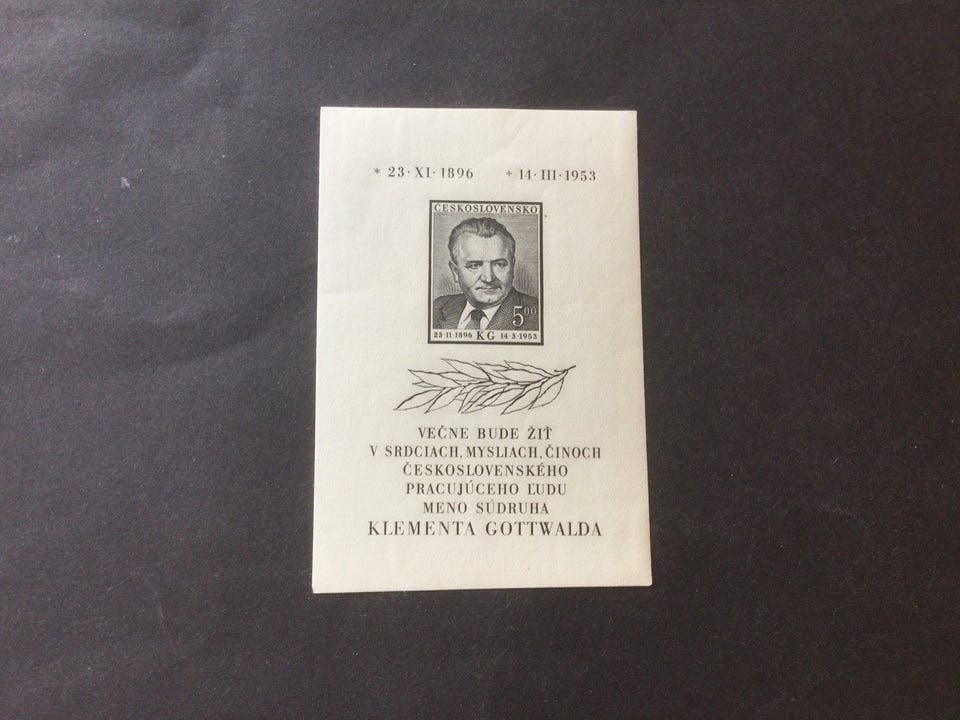 * 23·XI·1896 + 14·III·1953
ČESKOSLOVENSKO
5 00
23·11·1896 KG 14·3·1953
VEČNE BUDE ŽIŤ
V SRDCIACH, MYSLIACH, ČINOCH
ČESKOSLOVENSKÉHO
PRACUJÚCEHO ĽUDU
MENO SÚDRUHA
KLEMENTA GOTTWALDA